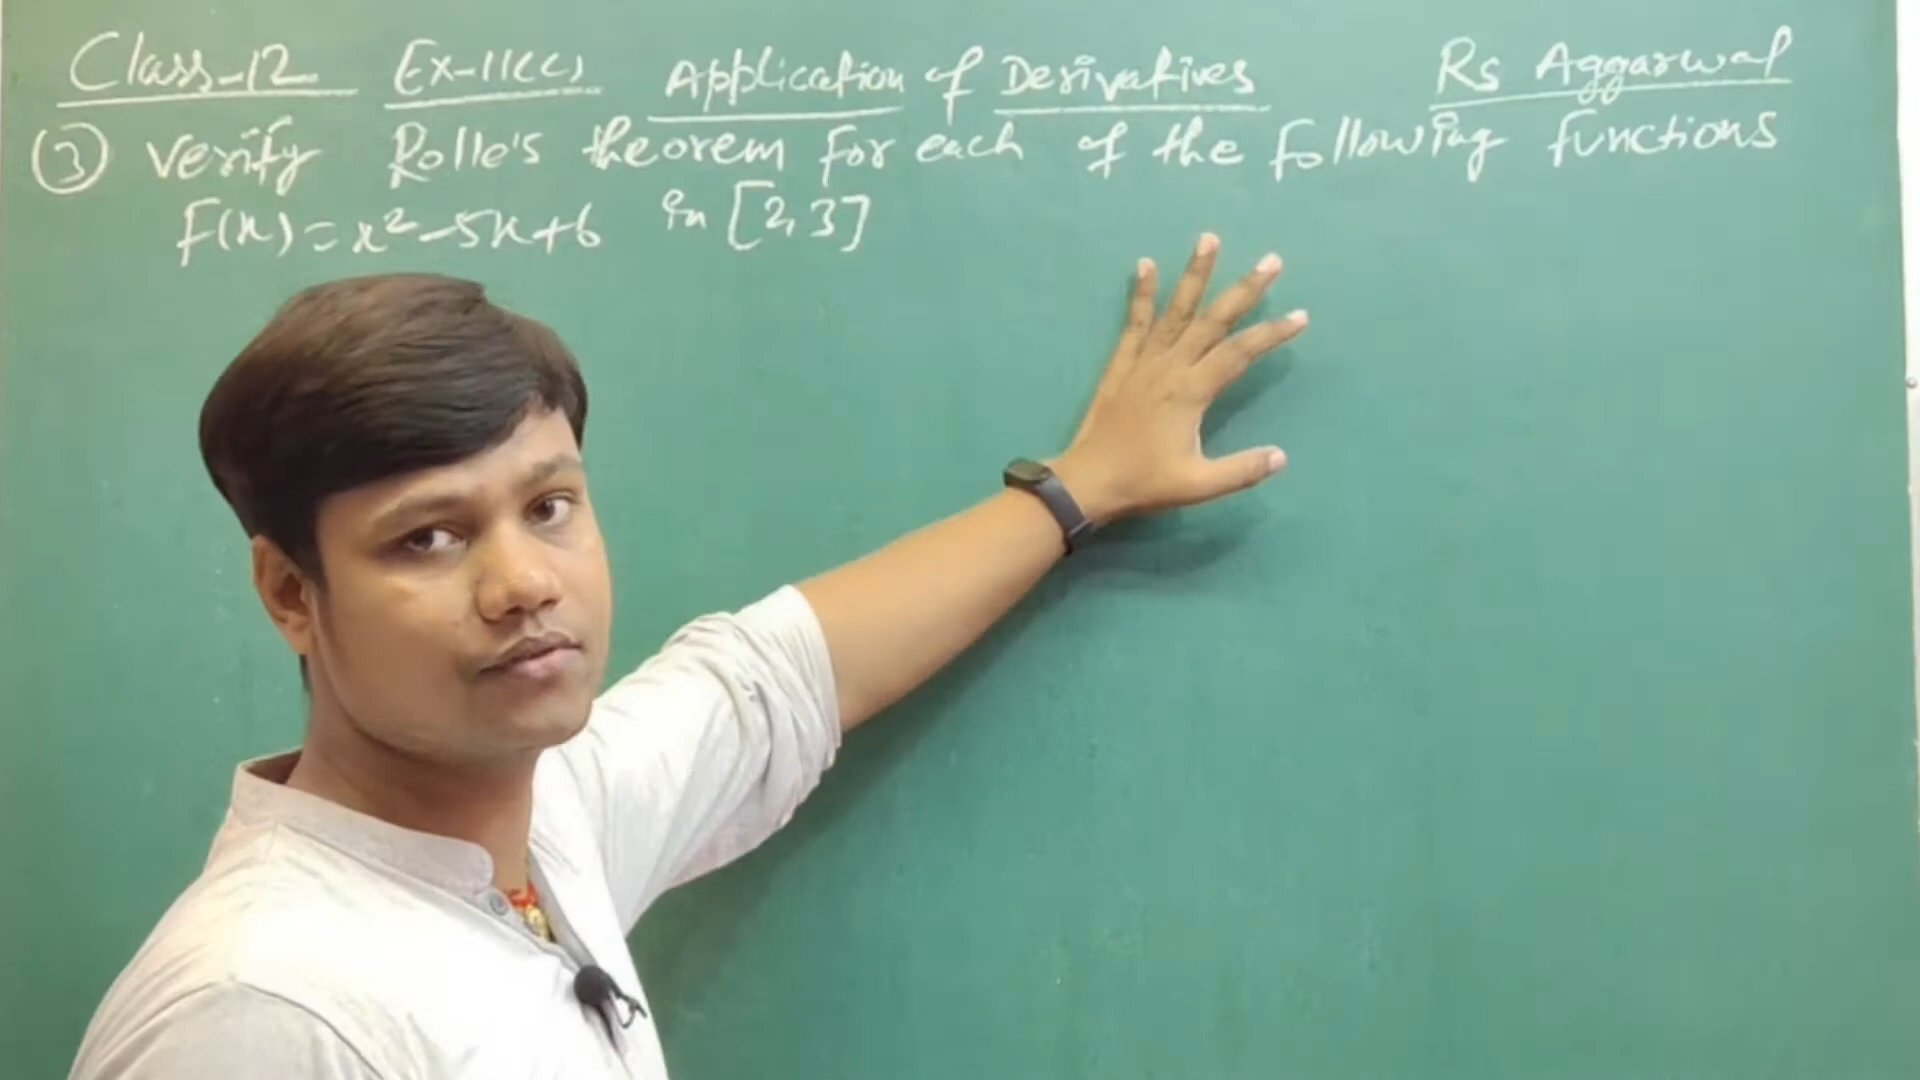 Class-12 Ex-11(C) Application of Derivatives Rs Aggarwal
③ Verify Rolle's theorem for each of the following functions
F(x) = x²-5x+6 in [2,3]